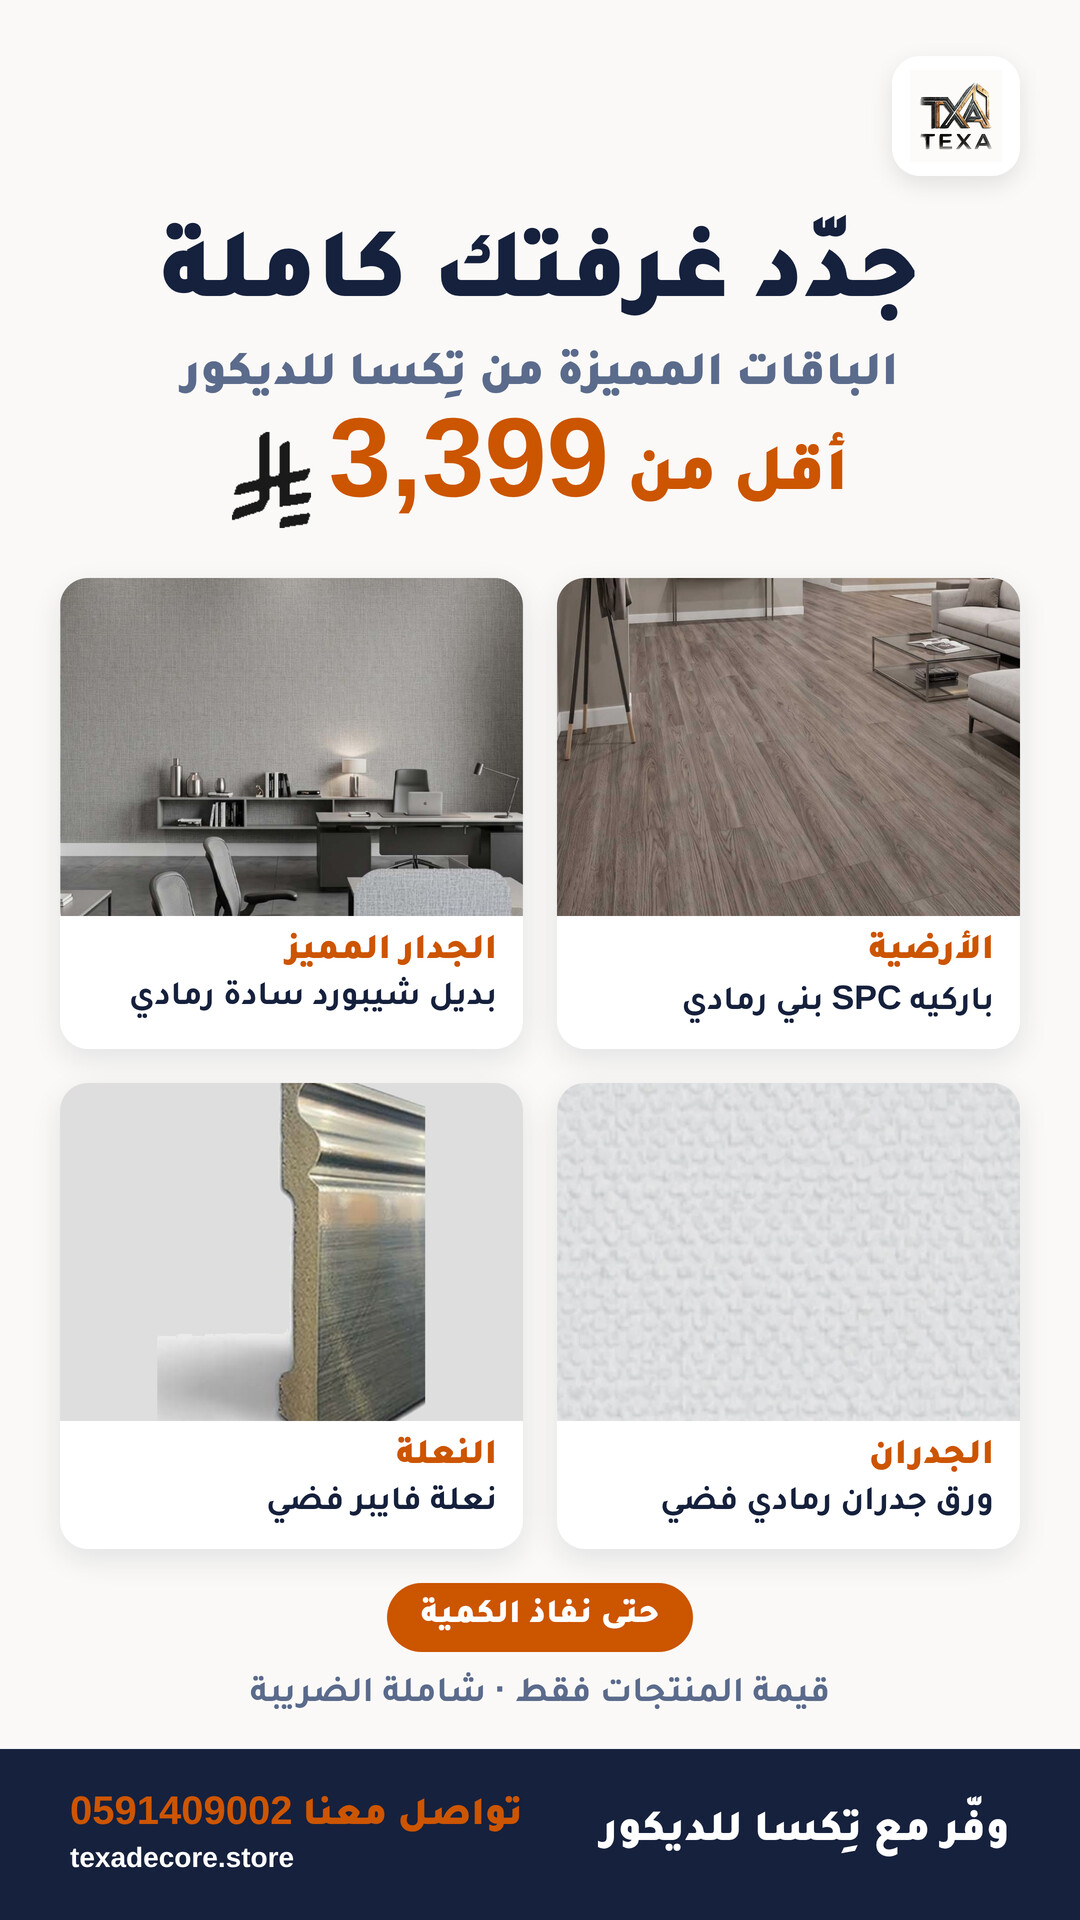 TXA
TEXA
جدّد غرفتك كاملة
الباقات المميزة من تِكسا للديكور
أقل من 3,399 ⃁
الأرضية
باركيه SPC بني رمادي
الجدار المميز
بديل شيبورد سادة رمادي
الجدران
ورق جدران رمادي فضي
النعلة
نعلة فايبر فضي
حتى نفاذ الكمية
قيمة المنتجات فقط · شاملة الضريبة
وفّر مع تِكسا للديكور
تواصل معنا 0591409002
texadecore.store